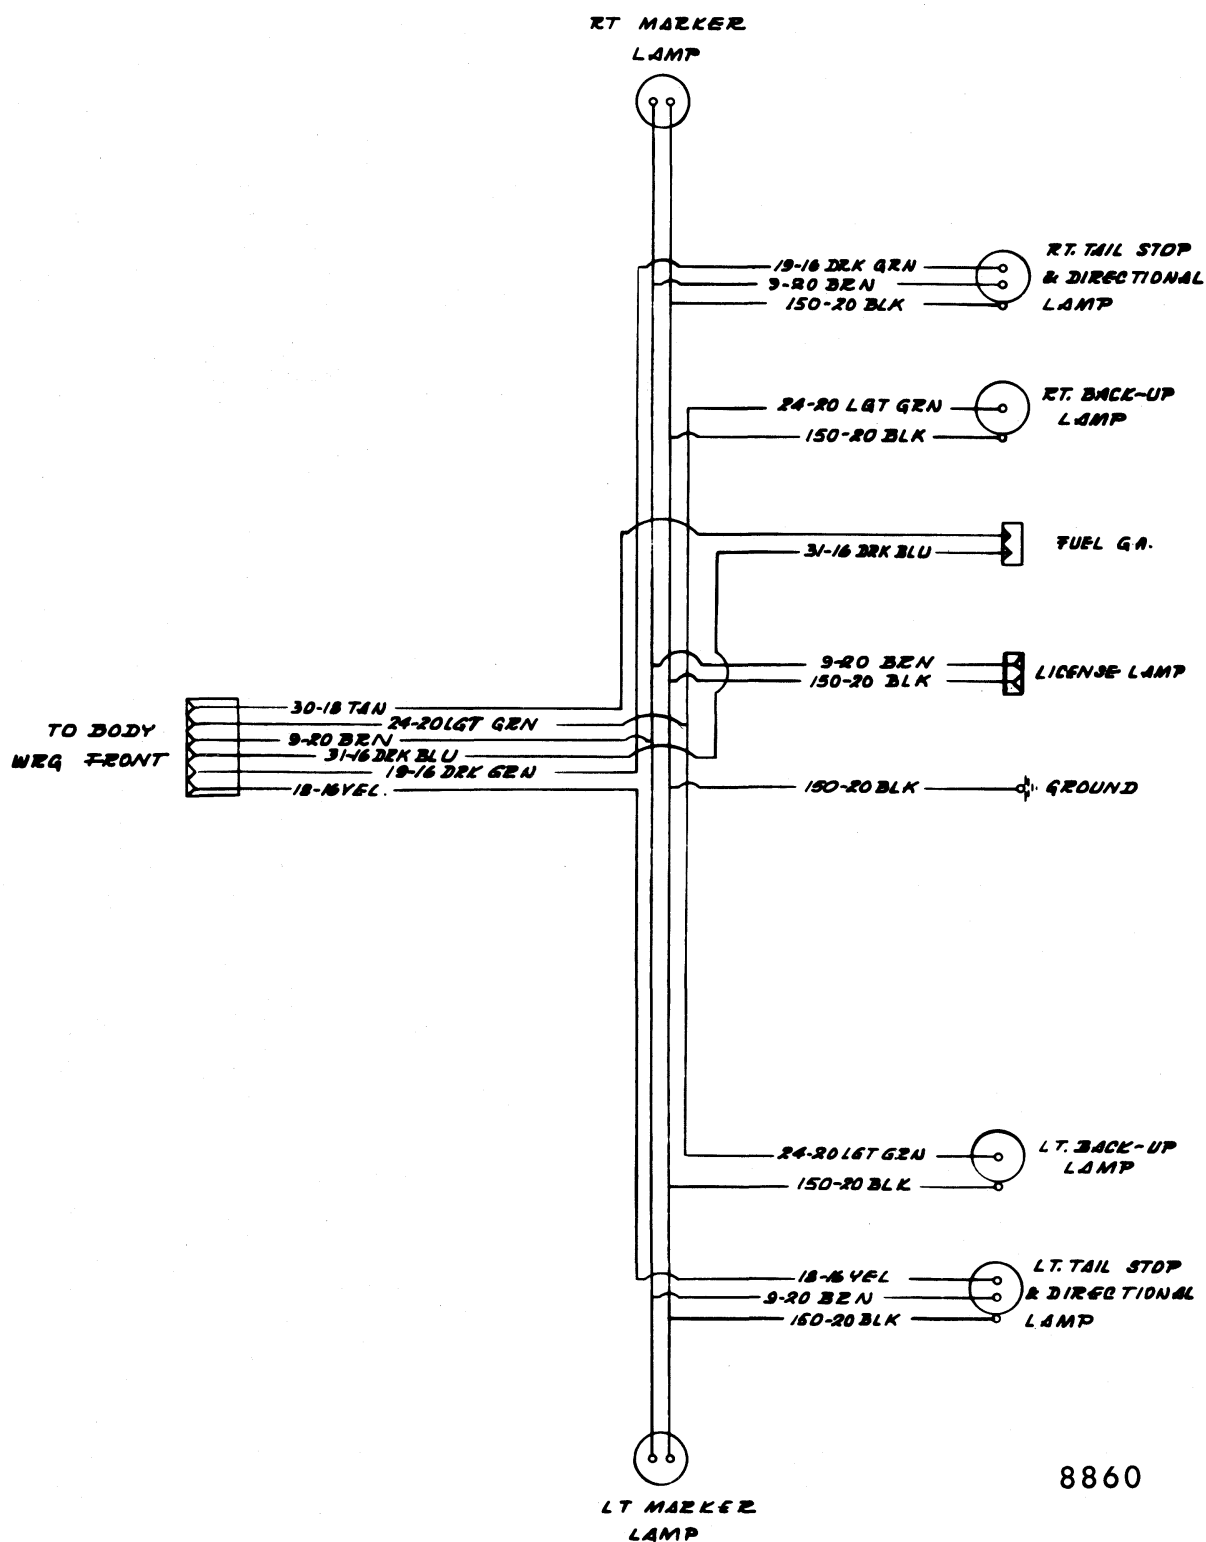 RT MARKER
LAMP
19-16 DRK GRN
9-20 BRN
150-20 BLK
RT. TAIL STOP
& DIRECTIONAL
LAMP
24-20 LGT GRN
150-20 BLK
RT. BACK-UP
LAMP
31-16 DRK BLU
FUEL GA.
9-20 BRN
150-20 BLK
LICENSE LAMP
TO BODY
WRG FRONT
30-18 TAN
24-20 LGT GRN
9-20 BRN
31-16 DRK BLU
19-16 DRK GRN
18-16 YEL.
150-20 BLK
GROUND
24-20 LGT GRN
150-20 BLK
LT. BACK-UP
LAMP
18-16 YEL
9-20 BRN
150-20 BLK
LT. TAIL STOP
& DIRECTIONAL
LAMP
LT MARKER
LAMP
8860